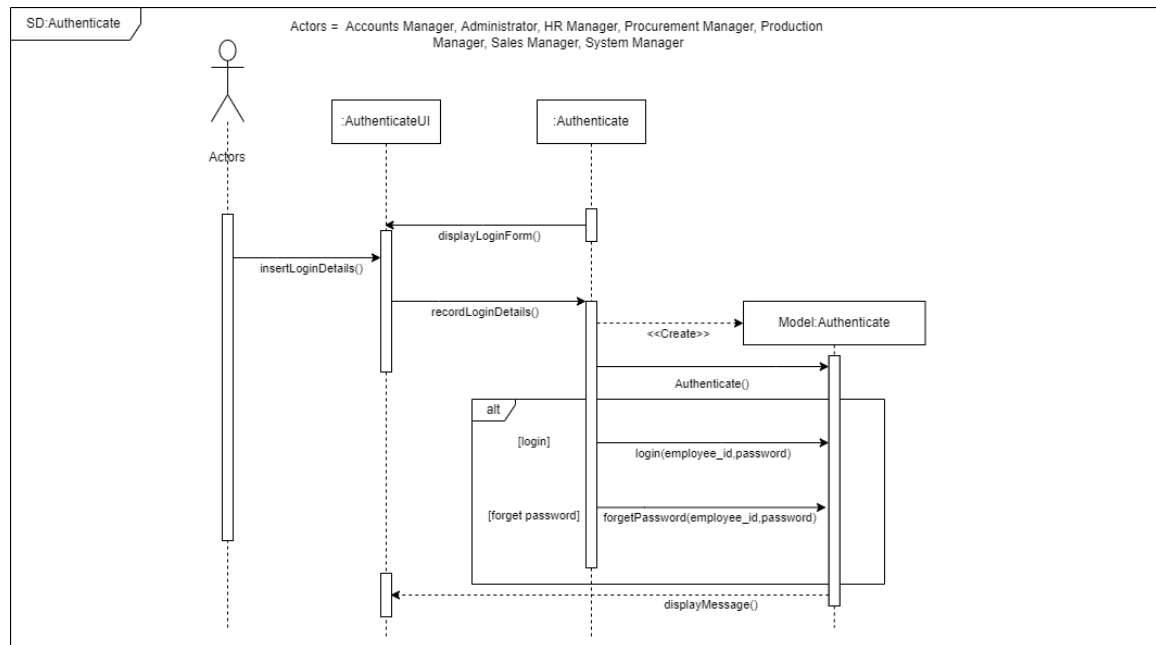 SD:Authenticate
Actors = Accounts Manager, Administrator, HR Manager, Procurement Manager, Production
Manager, Sales Manager, System Manager
:AuthenticateUI
:Authenticate
Actors
displayLoginForm()
insertLoginDetails()
recordLoginDetails()
Model:Authenticate
<<Create>>
Authenticate()
alt
[login]
login(employee_id,password)
[forget password]
forgetPassword(employee_id,password)
displayMessage()